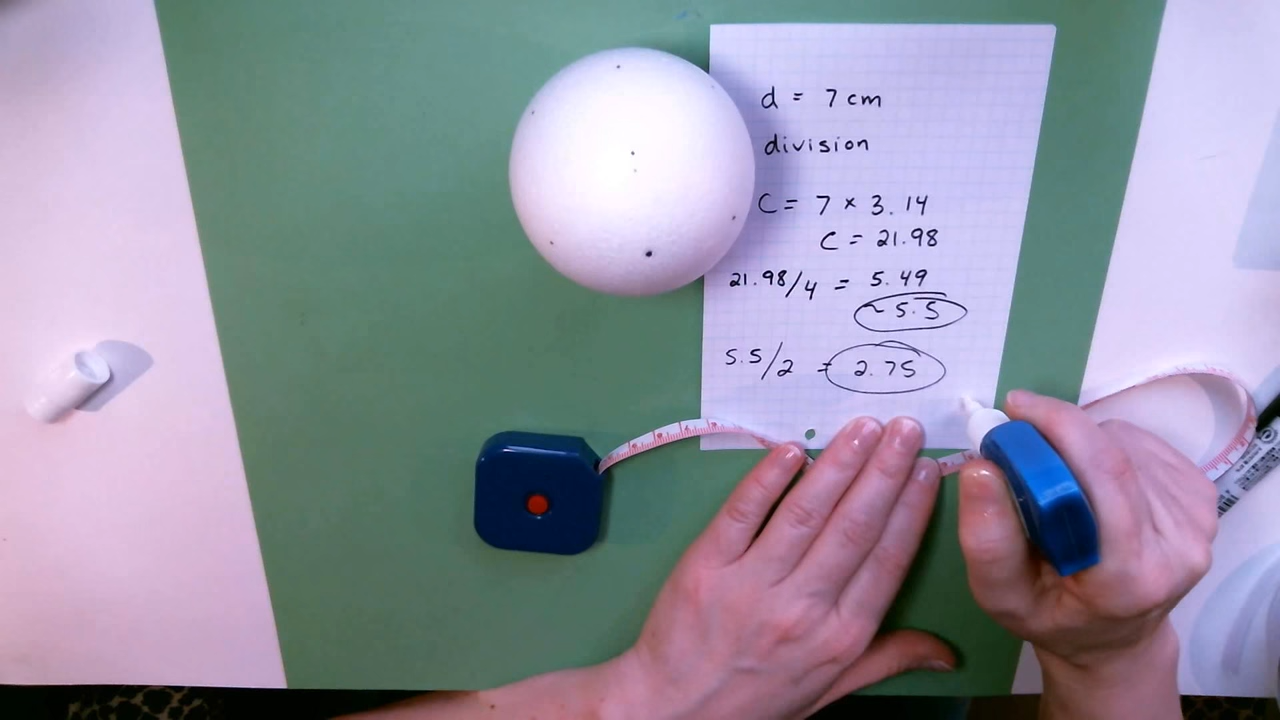 d = 7 cm
division
C = 7 × 3.14
C = 21.98
21.98/4 = 5.49
~ 5.5
5.5/2 = 2.75